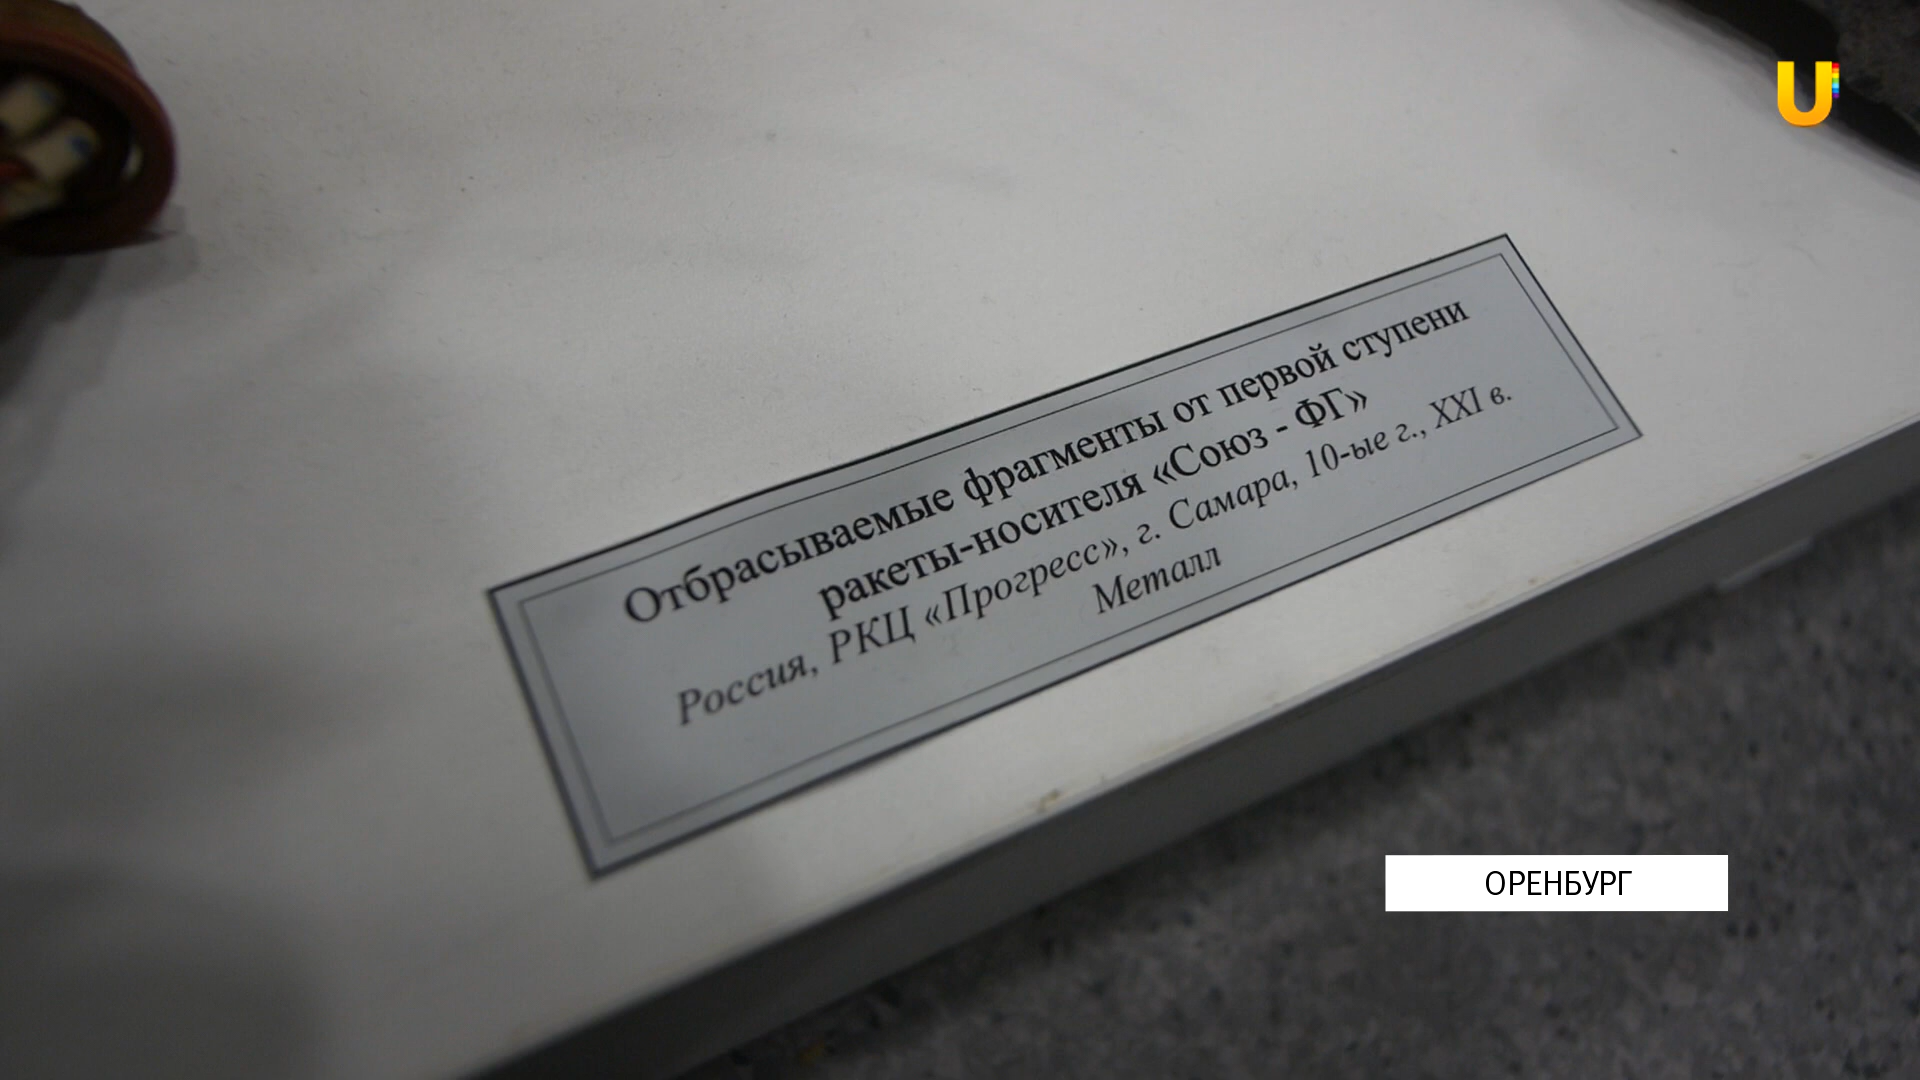 U
Отбрасываемые фрагменты от первой ступени
ракеты-носителя «Союз - ФГ»
Россия, РКЦ «Прогресс», г. Самара, 10-ые г., XXI в.
Металл
ОРЕНБУРГ